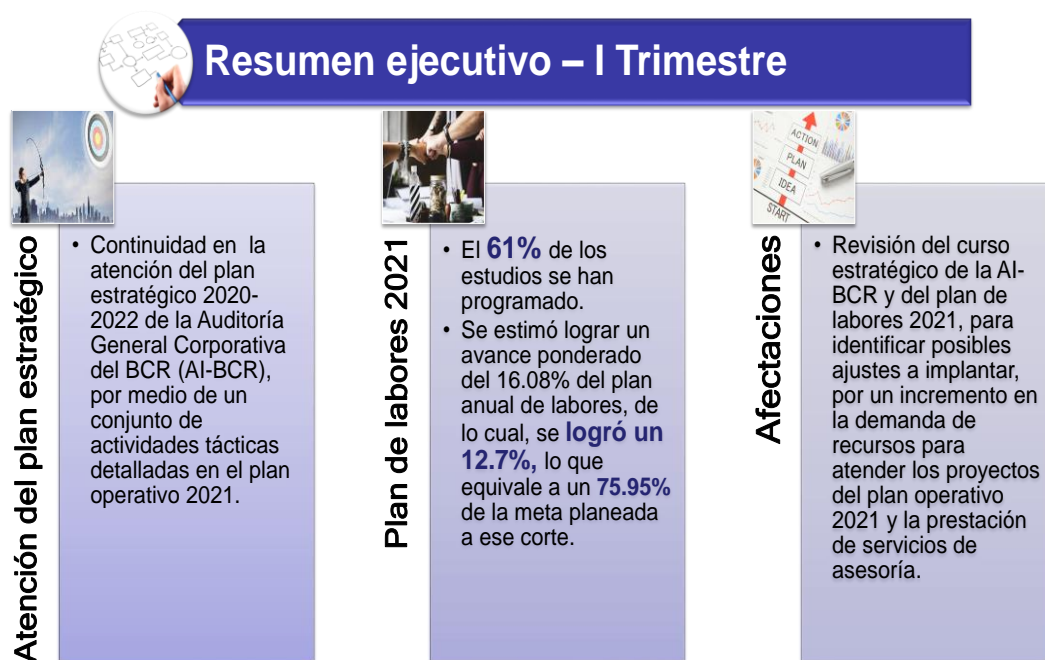 Resumen ejecutivo – I Trimestre
Atención del plan estratégico
• Continuidad en la
atención del plan
estratégico 2020-
2022 de la Auditoría
General Corporativa
del BCR (AI-BCR),
por medio de un
conjunto de
actividades tácticas
detalladas en el plan
operativo 2021.
Plan de labores 2021
• El 61% de los
estudios se han
programado.
• Se estimó lograr un
avance ponderado
del 16.08% del plan
anual de labores, de
lo cual, se logró un
12.7%, lo que
equivale a un 75.95%
de la meta planeada
a ese corte.
ACTION
PLAN
IDEA
START
Afectaciones
• Revisión del curso
estratégico de la AI-
BCR y del plan de
labores 2021, para
identificar posibles
ajustes a implantar,
por un incremento en
la demanda de
recursos para
atender los proyectos
del plan operativo
2021 y la prestación
de servicios de
asesoría.